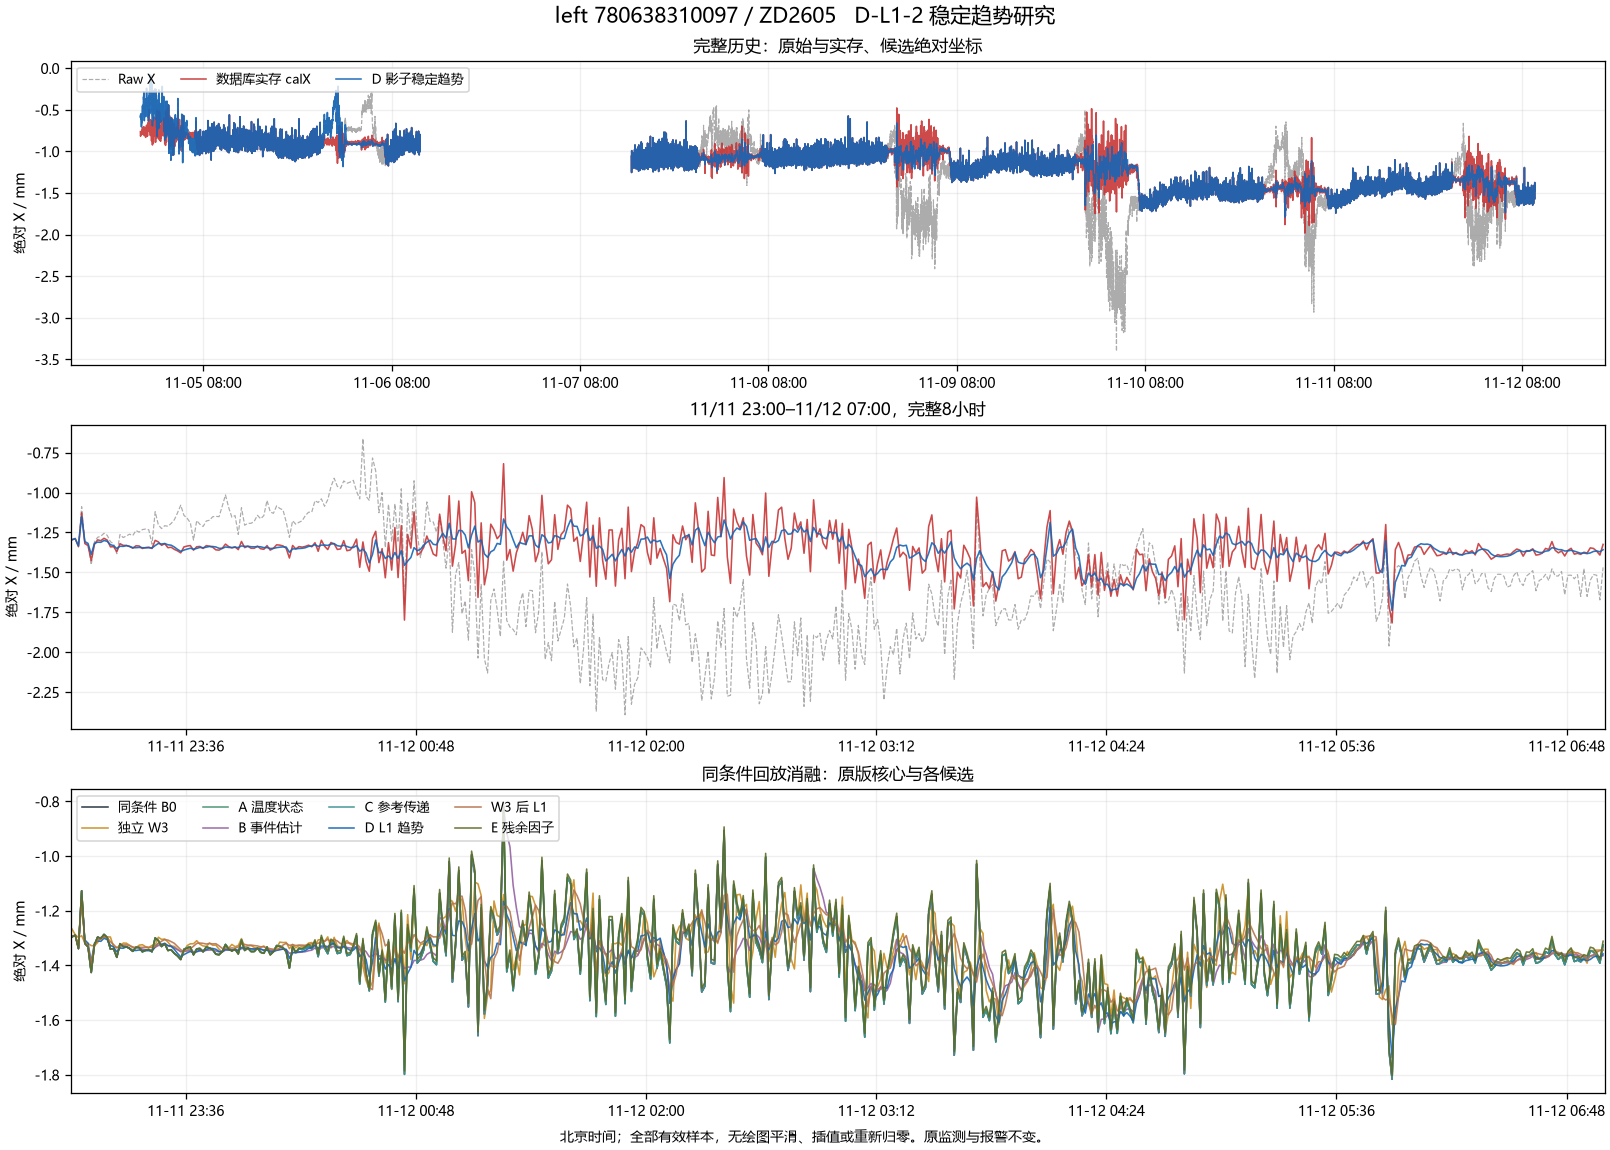 left 780638310097 / ZD2605   D-L1-2 稳定趋势研究
完整历史：原始与实存、候选绝对坐标
Raw X
数据库实存 calX
D 影子稳定趋势
绝对 X / mm
0.0
-0.5
-1.0
-1.5
-2.0
-2.5
-3.0
-3.5
11-05 08:00
11-06 08:00
11-07 08:00
11-08 08:00
11-09 08:00
11-10 08:00
11-11 08:00
11-12 08:00
11/11 23:00–11/12 07:00，完整8小时
绝对 X / mm
-0.75
-1.00
-1.25
-1.50
-1.75
-2.00
-2.25
11-11 23:36
11-12 00:48
11-12 02:00
11-12 03:12
11-12 04:24
11-12 05:36
11-12 06:48
同条件回放消融：原版核心与各候选
同条件 B0
A 温度状态
C 参考传递
W3 后 L1
独立 W3
B 事件估计
D L1 趋势
E 残余因子
绝对 X / mm
-0.8
-1.0
-1.2
-1.4
-1.6
-1.8
11-11 23:36
11-12 00:48
11-12 02:00
11-12 03:12
11-12 04:24
11-12 05:36
11-12 06:48
北京时间；全部有效样本，无绘图平滑、插值或重新归零。原监测与报警不变。